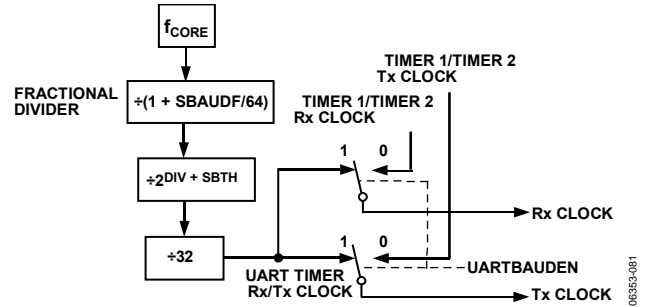 fCORE
TIMER 1/TIMER 2
Tx CLOCK
FRACTIONAL
DIVIDER
÷(1 + SBAUDF/64)
TIMER 1/TIMER 2
Rx CLOCK
1 0
÷2DIV + SBTH
Rx CLOCK
÷32
1 0
UART TIMER
Rx/Tx CLOCK
UARTBAUDEN
Tx CLOCK
06353-081